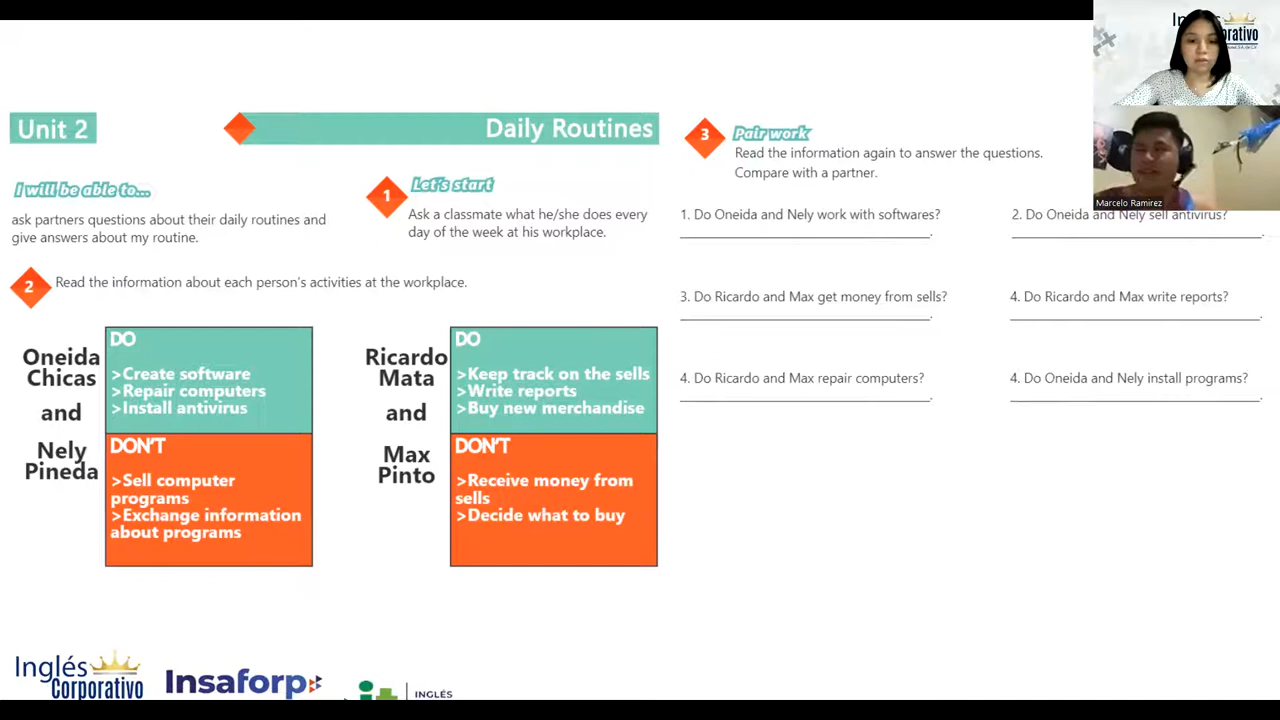 Unit 2
Daily Routines
I will be able to...
ask partners questions about their daily routines and
give answers about my routine.
1
Let's start
Ask a classmate what he/she does every
day of the week at his workplace.
2
Read the information about each person's activities at the workplace.
Oneida
Chicas
and
Nely
Pineda
DO
>Create software
>Repair computers
>Install antivirus
DON'T
>Sell computer
programs
>Exchange information
about programs
Ricardo
Mata
and
Max
Pinto
DO
>Keep track on the sells
>Write reports
>Buy new merchandise
DON'T
>Receive money from
sells
>Decide what to buy
3
Pair work
Read the information again to answer the questions.
Compare with a partner.
1. Do Oneida and Nely work with softwares?
2. Do Oneida and Nely sell antivirus?
3. Do Ricardo and Max get money from sells?
4. Do Ricardo and Max write reports?
4. Do Ricardo and Max repair computers?
4. Do Oneida and Nely install programs?
Marcelo Ramirez
Inglés
Corporativo
Insaforp
INGLÉS